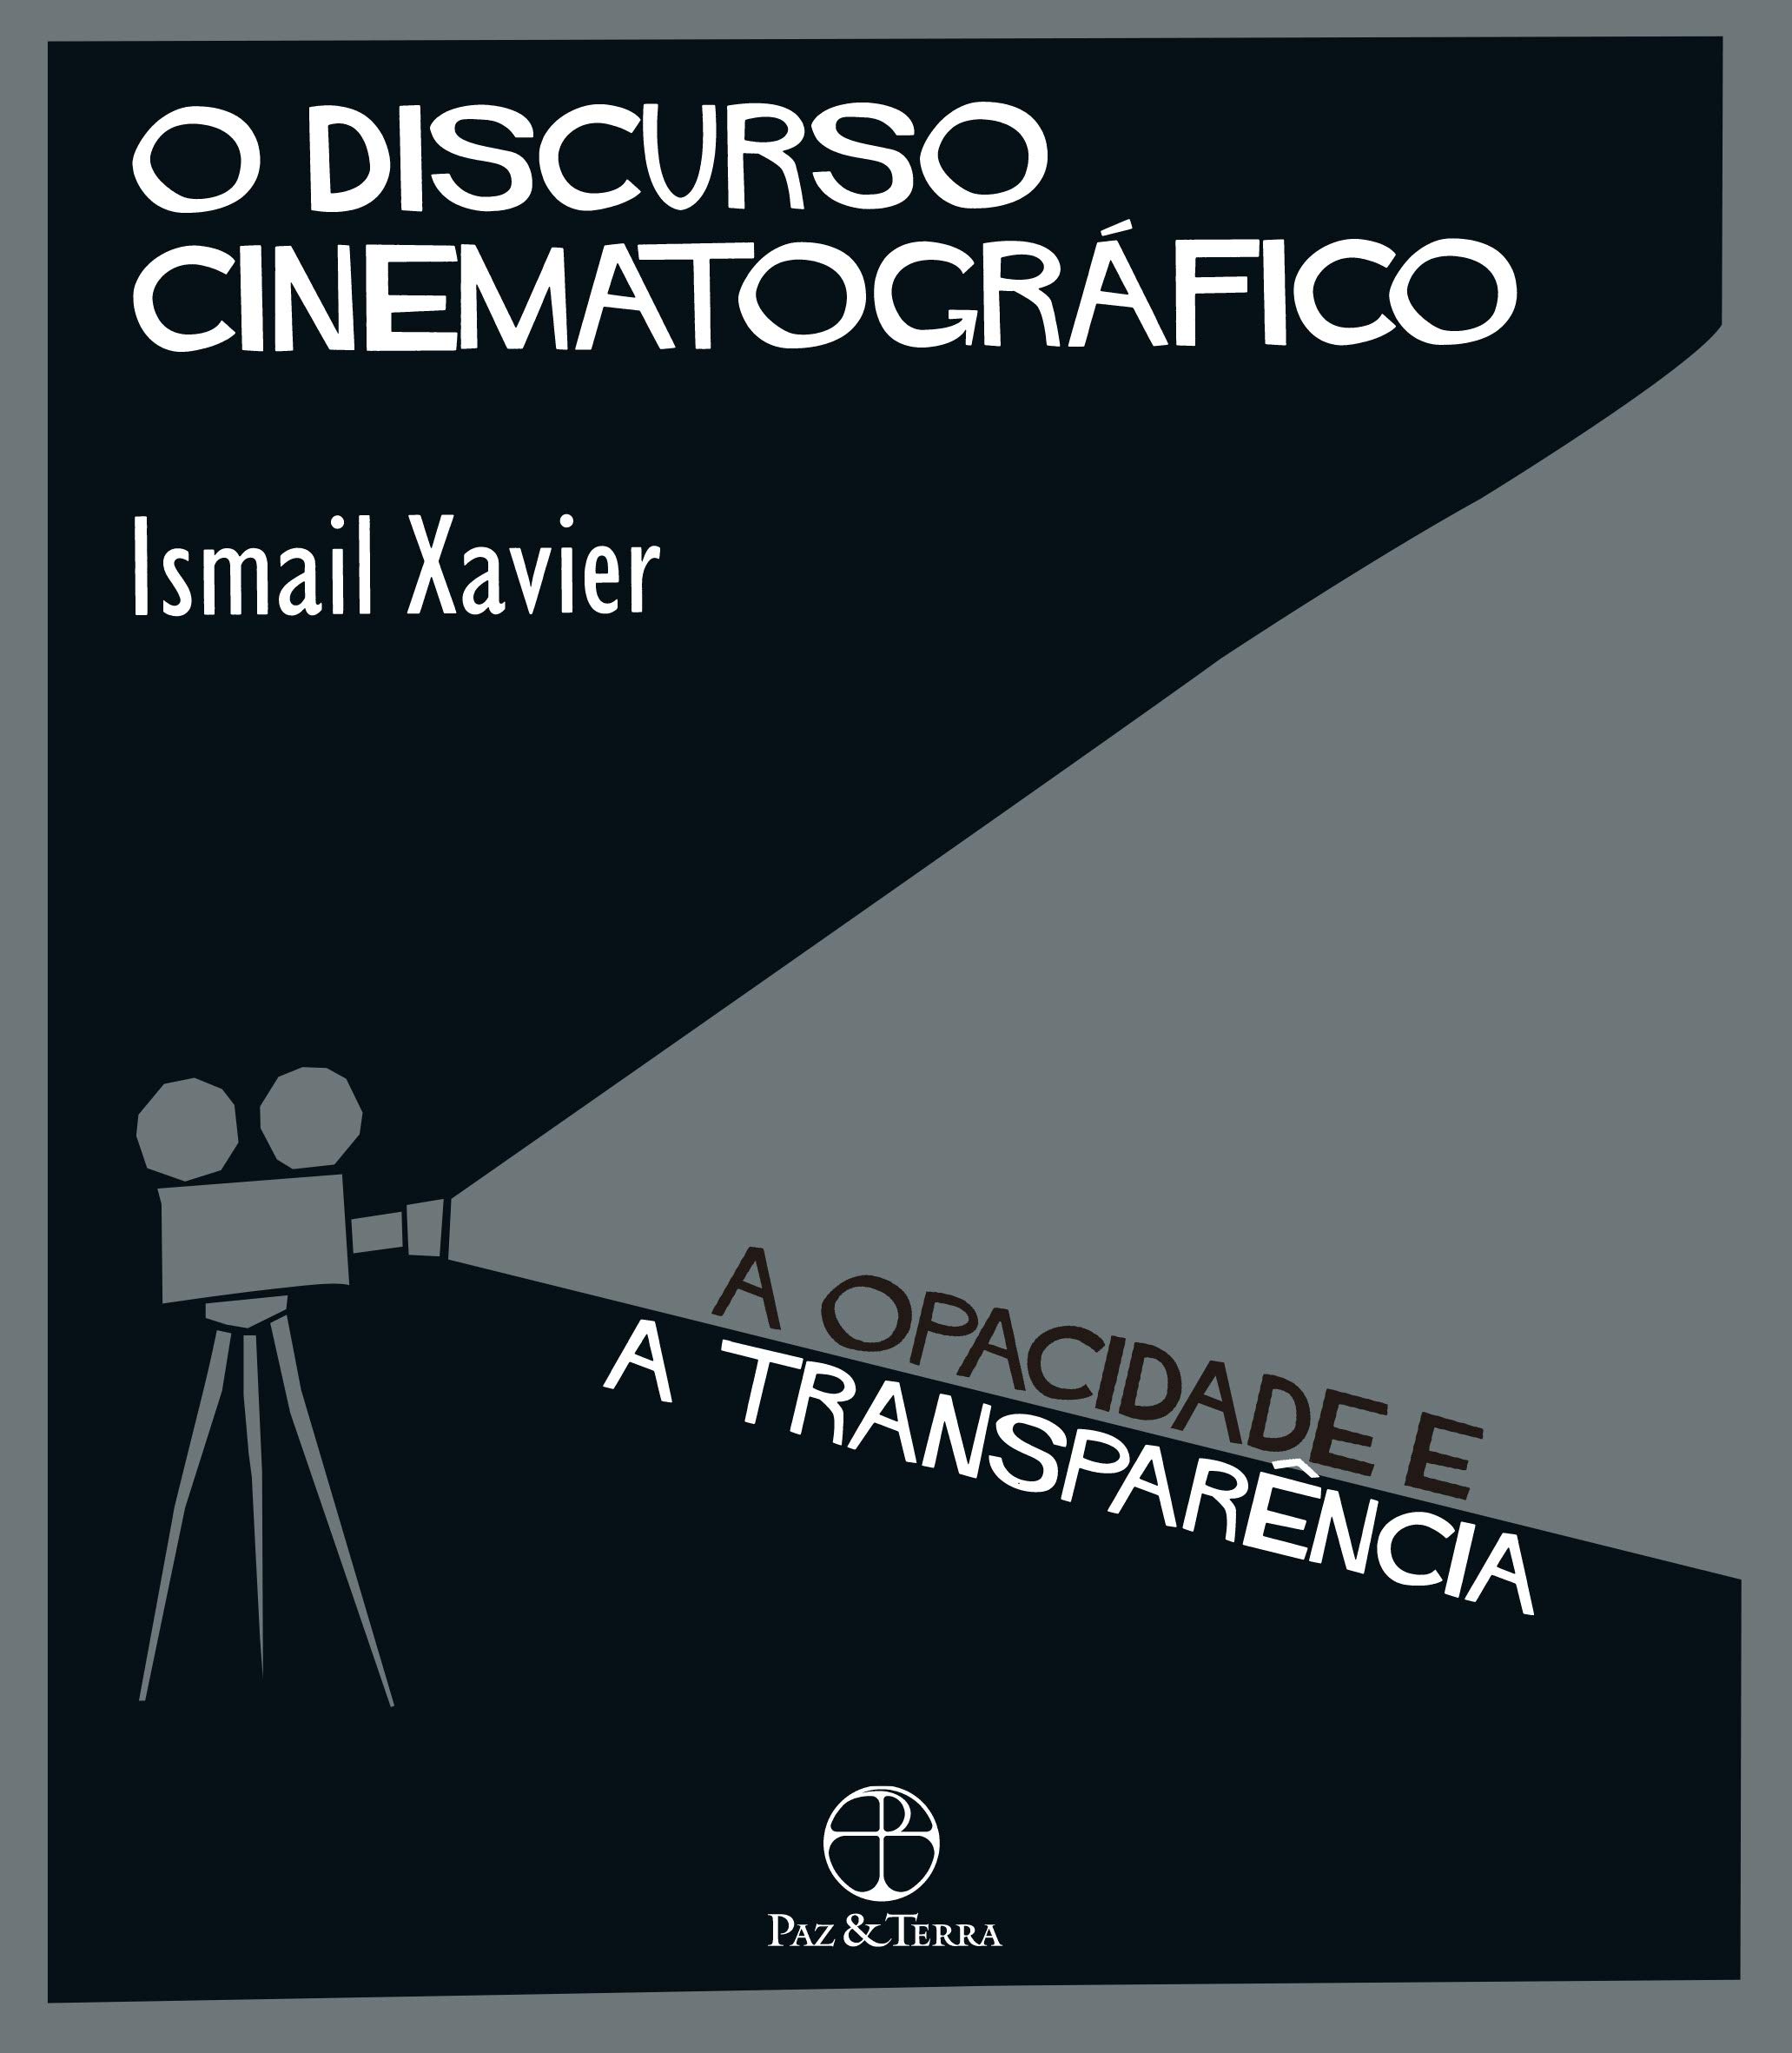 O DISCURSO
CINEMATOGRÁFICO
Ismail Xavier
A OPACIDADE E
A TRANSPARÊNCIA
PAZ & TERRA